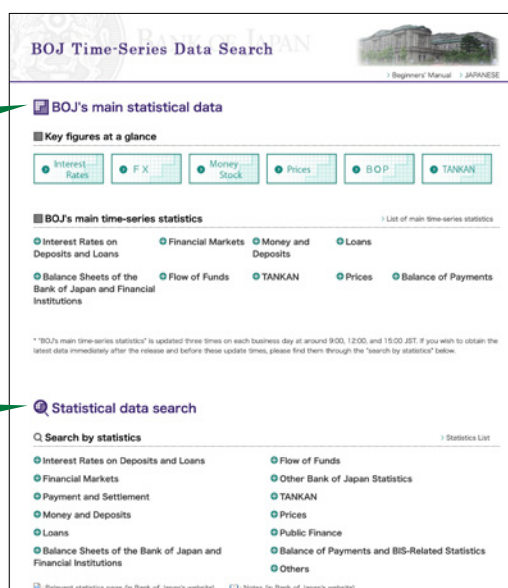 BANK OF JAPAN
BOJ Time-Series Data Search
Beginners' Manual JAPANESE
BOJ's main statistical data
Key figures at a glance
Interest Rates
FX
Money Stock
Prices
BOP
TANKAN
BOJ's main time-series statistics
List of main time-series statistics
Interest Rates on Deposits and Loans
Financial Markets
Money and Deposits
Loans
Balance Sheets of the Bank of Japan and Financial Institutions
Flow of Funds
TANKAN
Prices
Balance of Payments
* "BOJ's main time-series statistics" is updated three times on each business day at around 9:00, 12:00, and 15:00 JST. If you wish to obtain the
latest data immediately after the release and before these update times, please find them through the "search by statistics" below.
Statistical data search
Search by statistics
Statistics List
Interest Rates on Deposits and Loans
Financial Markets
Payment and Settlement
Money and Deposits
Loans
Balance Sheets of the Bank of Japan and
Financial Institutions
Flow of Funds
Other Bank of Japan Statistics
TANKAN
Prices
Public Finance
Balance of Payments and BIS-Related Statistics
Others